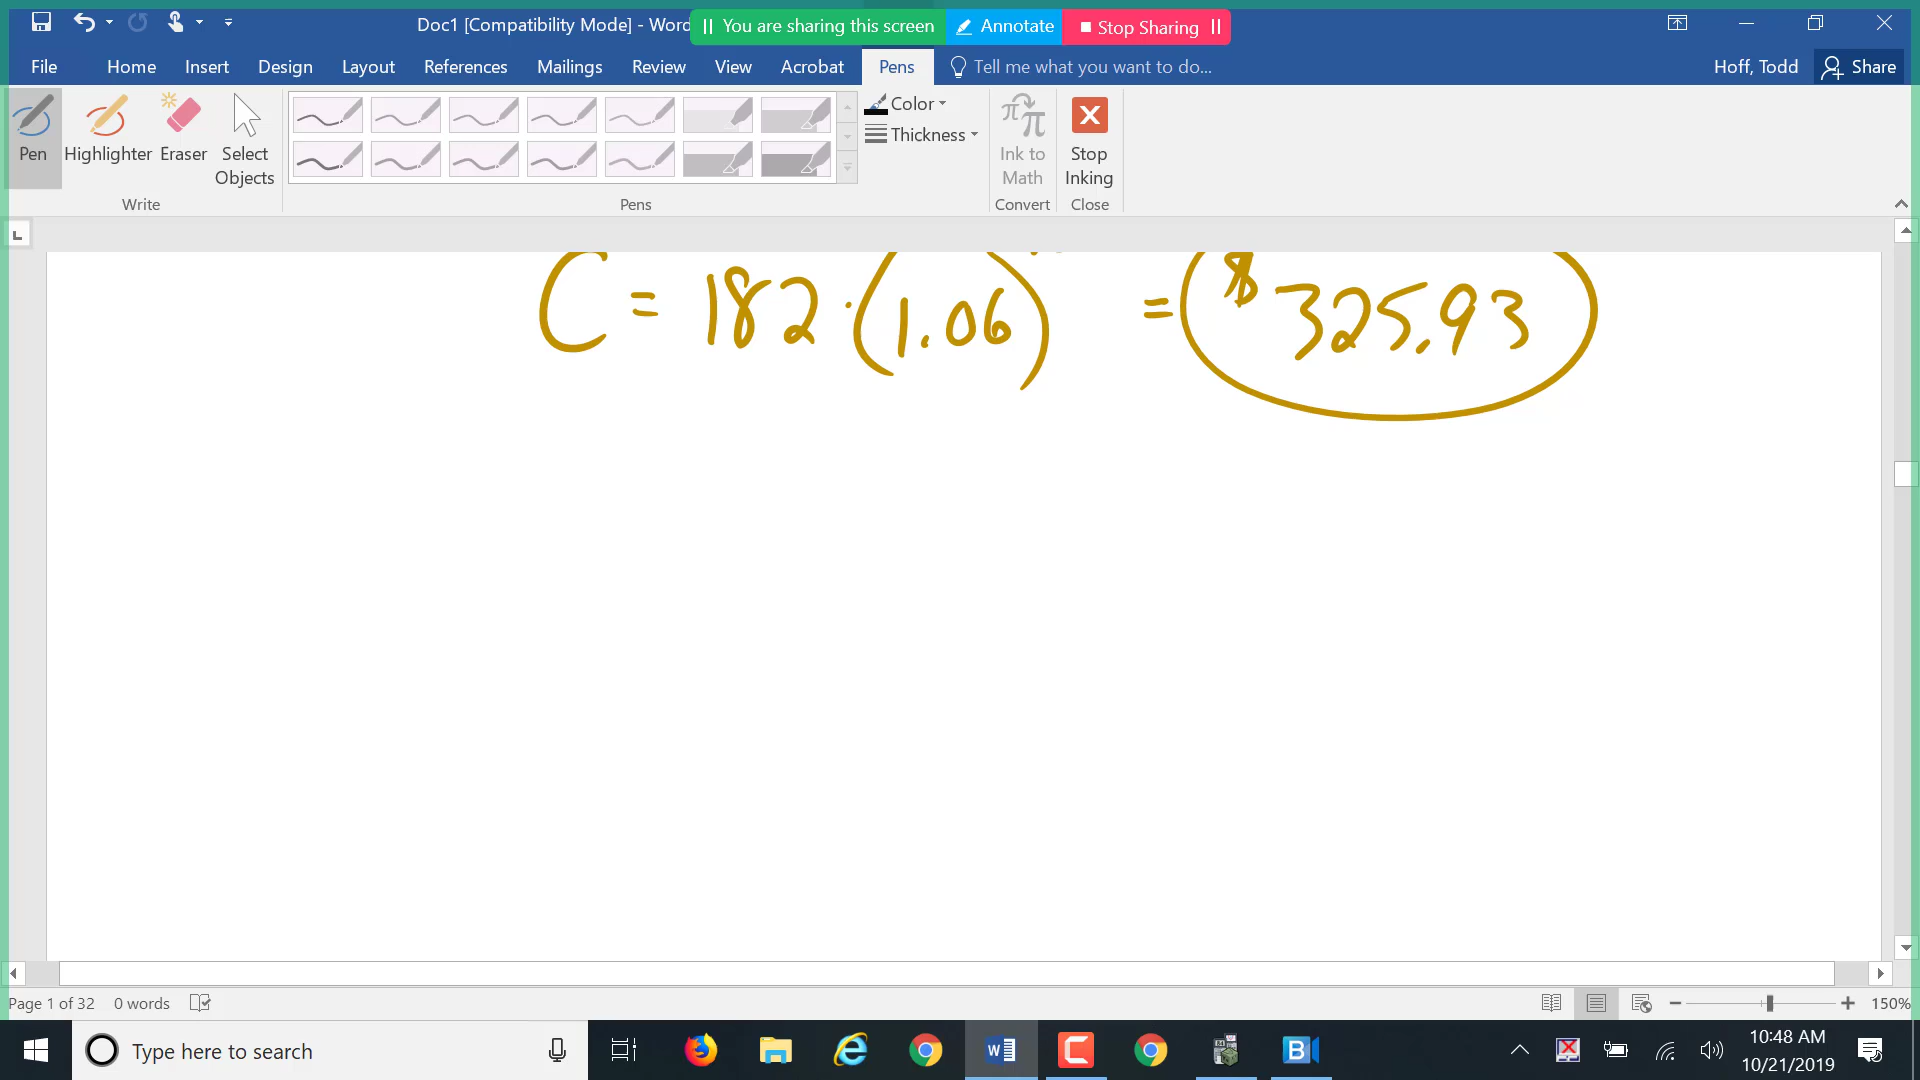 Doc1 [Compatibility Mode] - Word
You are sharing this screen
Annotate
Stop Sharing
File Home Insert Design Layout References Mailings Review View Acrobat Pens Tell me what you want to do... Hoff, Todd Share
Pen Highlighter Eraser Select Objects
Color
Thickness
Ink to Math
Stop Inking
Write Pens Convert Close
C = 182 · (1.06) = $325.93
Page 1 of 32 0 words 150%
Type here to search
10:48 AM
10/21/2019